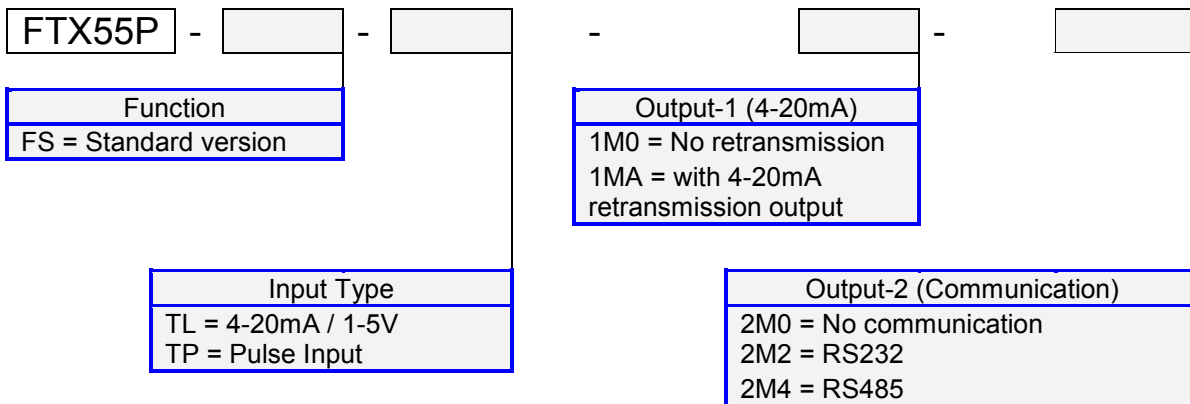 FTX55P - - - -
Function
FS = Standard version
Output-1 (4-20mA)
1M0 = No retransmission
1MA = with 4-20mA
retransmission output
Input Type
TL = 4-20mA / 1-5V
TP = Pulse Input
Output-2 (Communication)
2M0 = No communication
2M2 = RS232
2M4 = RS485